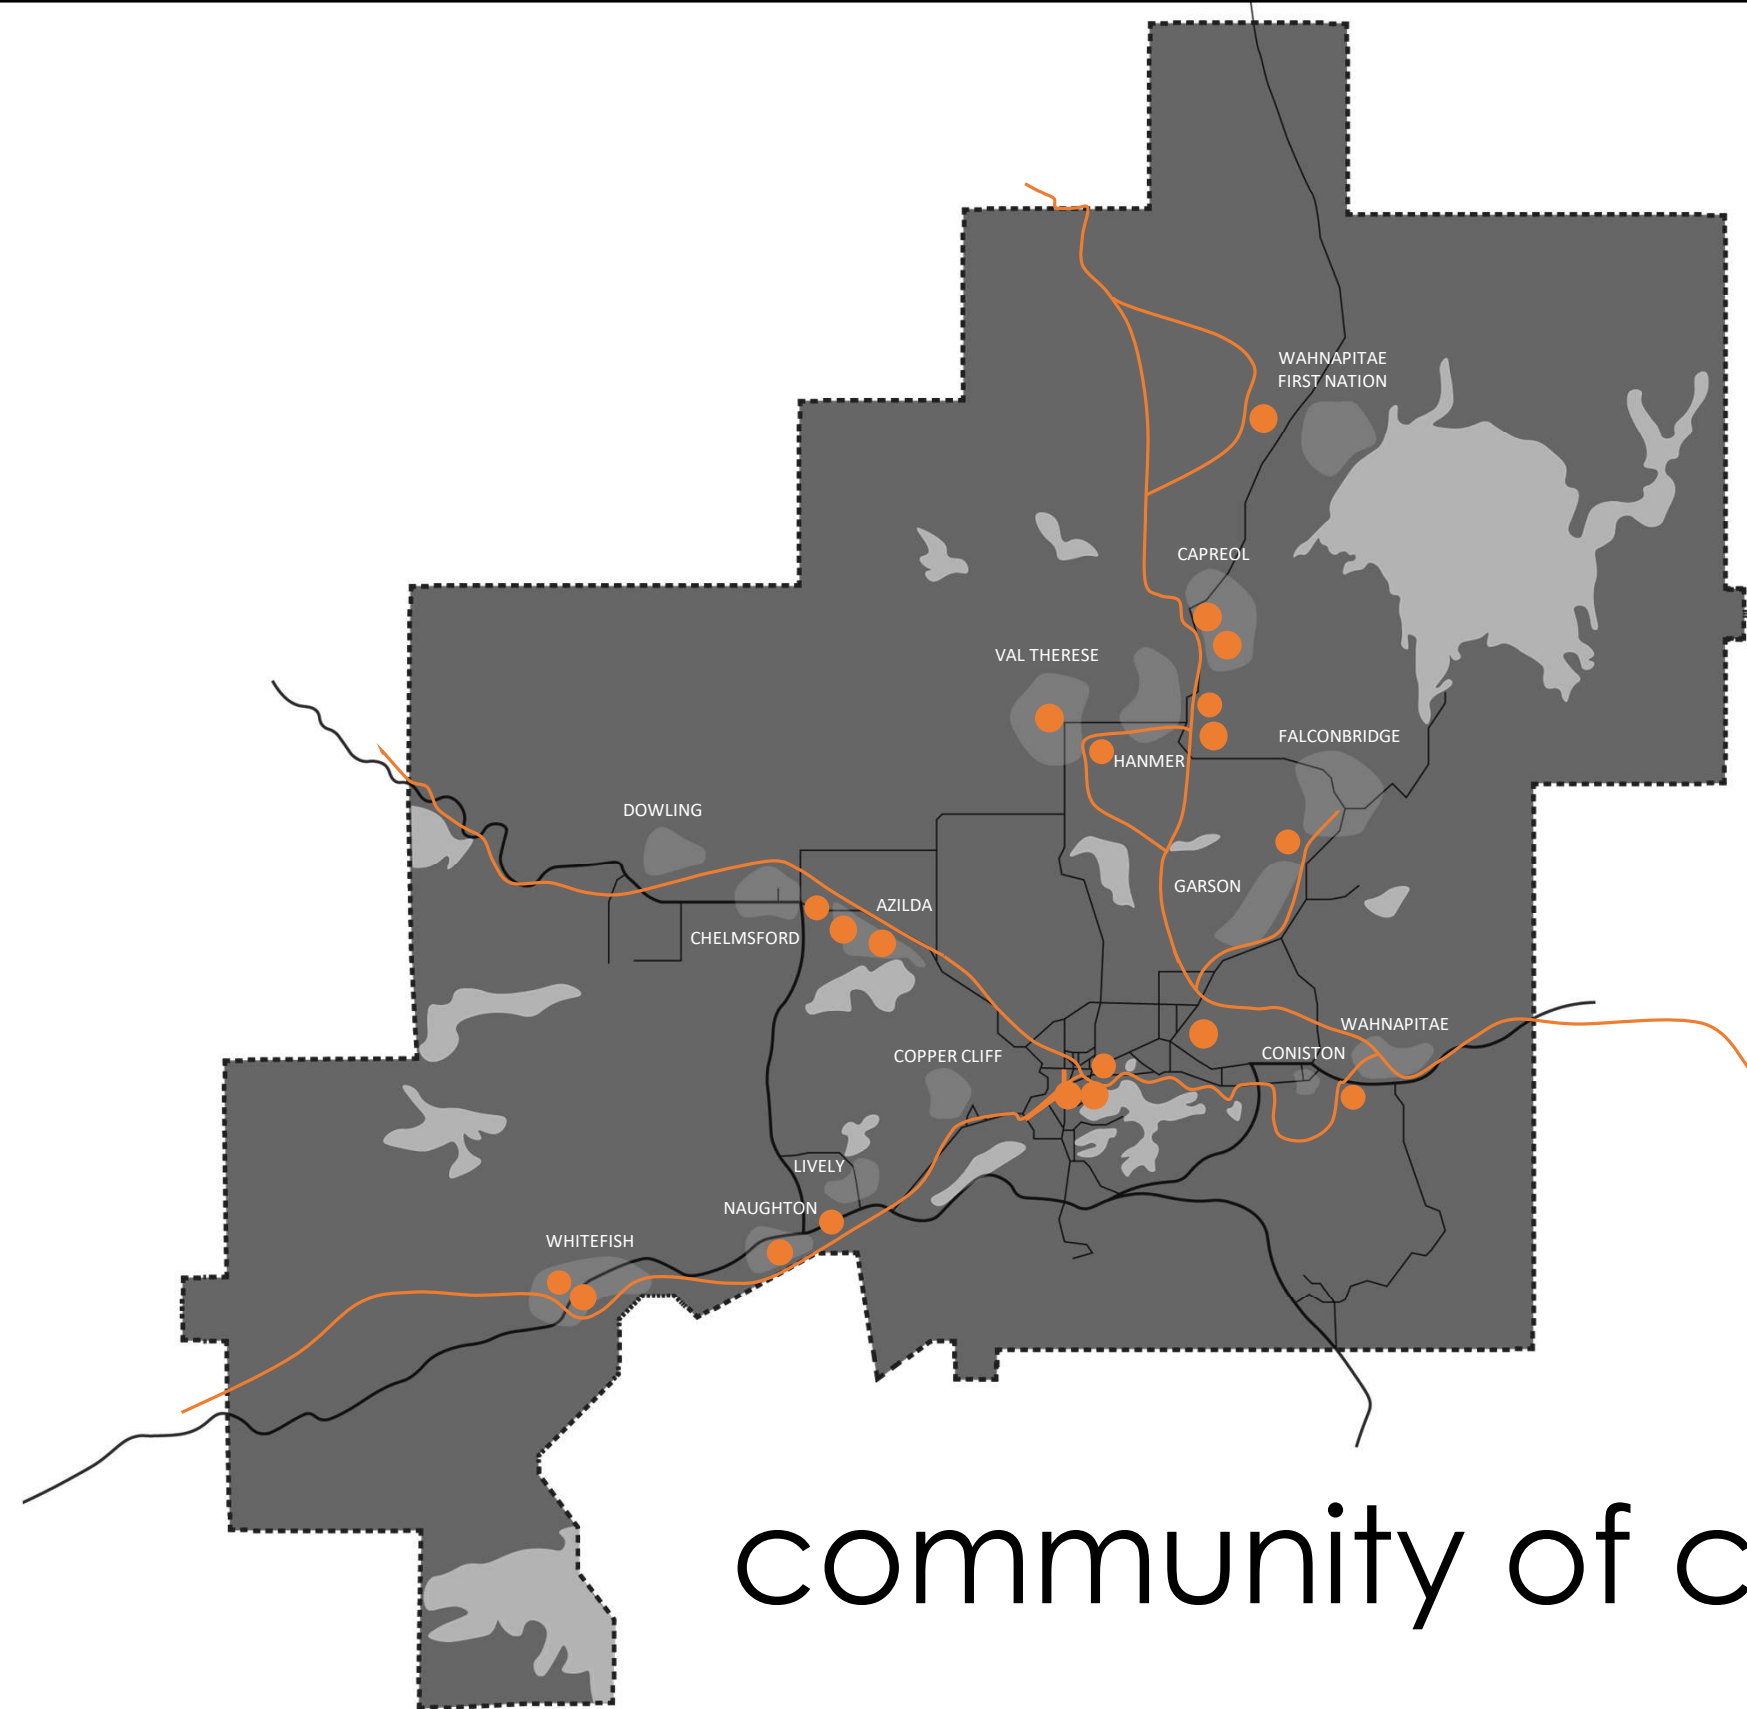 WAHNAPITAE
FIRST NATION
CAPREOL
VAL THERESE
FALCONBRIDGE
HANMER
DOWLING
GARSON
AZILDA
CHELMSFORD
WAHNAPITAE
CONISTON
COPPER CLIFF
LIVELY
NAUGHTON
WHITEFISH
community of c